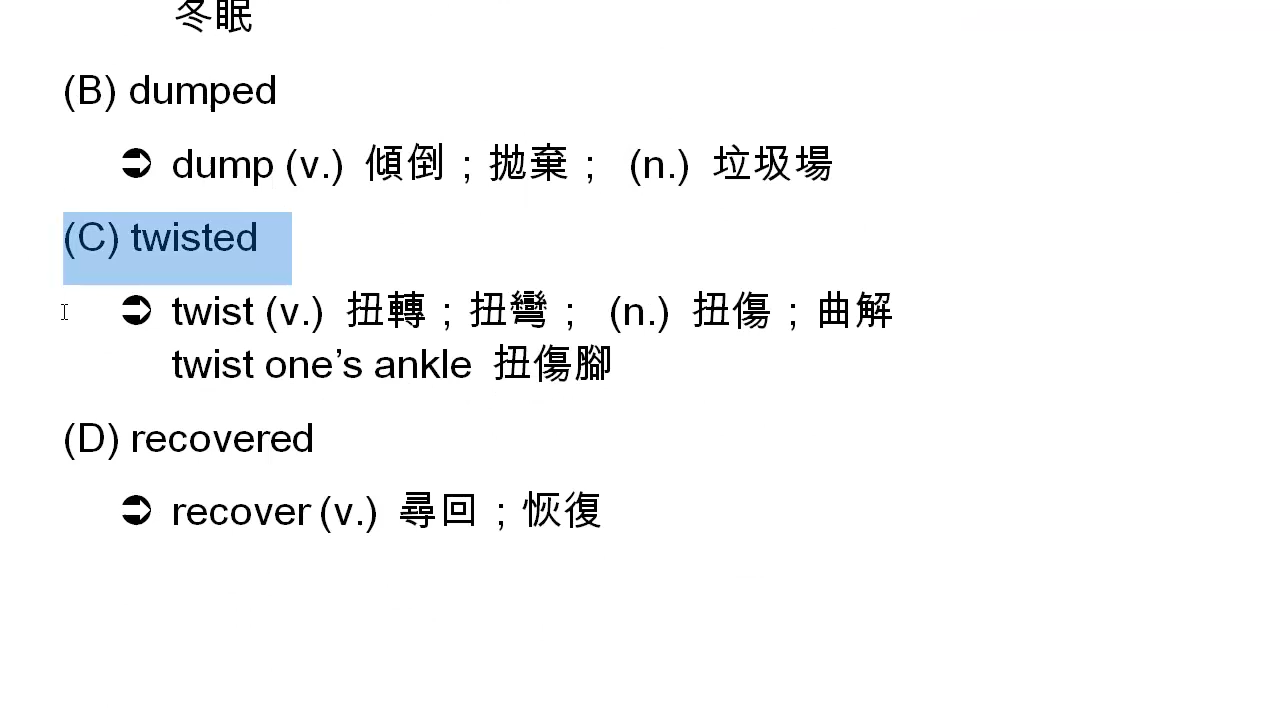 冬眠
(B) dumped
➲ dump (v.) 傾倒；拋棄； (n.) 垃圾場
(C) twisted
➲ twist (v.) 扭轉；扭彎； (n.) 扭傷；曲解
twist one’s ankle 扭傷腳
(D) recovered
➲ recover (v.) 尋回；恢復